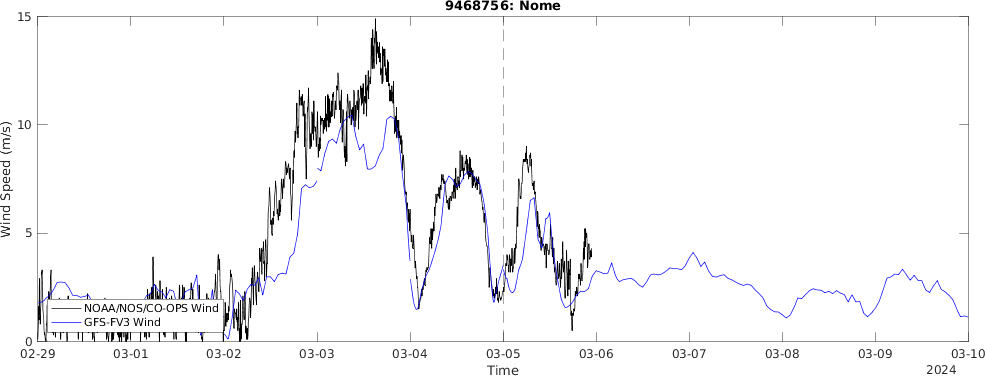 9468756: Nome
Wind Speed (m/s)
15
10
5
0
NOAA/NOS/CO-OPS Wind
GFS-FV3 Wind
02-29 03-01 03-02 03-03 03-04 03-05 03-06 03-07 03-08 03-09 03-10
Time
2024